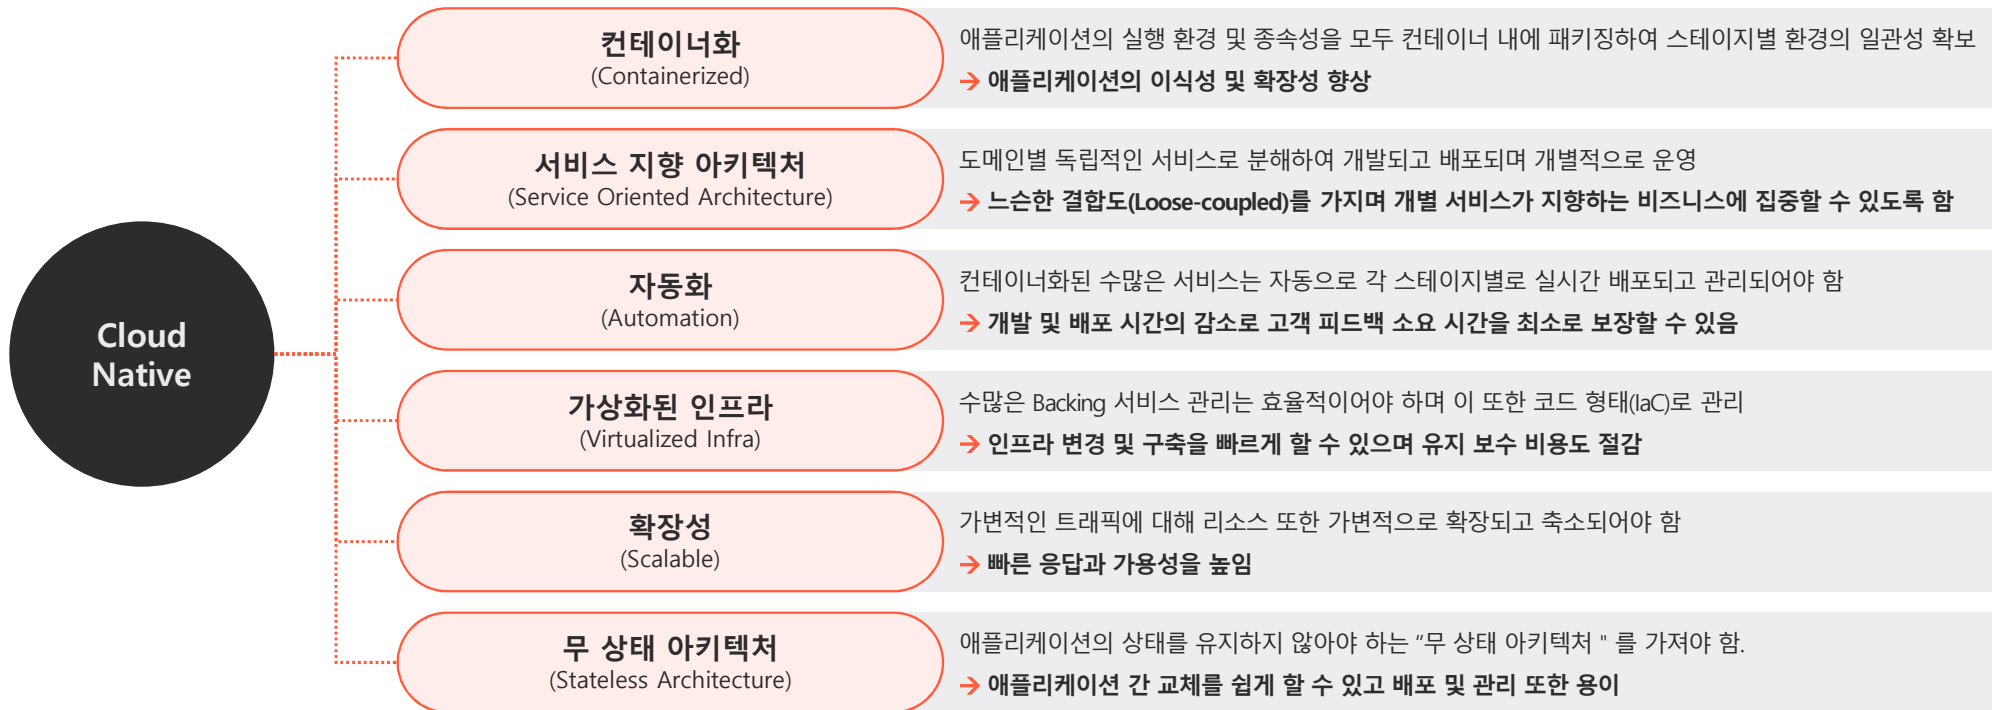 Cloud
Native
컨테이너화
(Containerized)
애플리케이션의 실행 환경 및 종속성을 모두 컨테이너 내에 패키징하여 스테이지별 환경의 일관성 확보
→ 애플리케이션의 이식성 및 확장성 향상
서비스 지향 아키텍처
(Service Oriented Architecture)
도메인별 독립적인 서비스로 분해하여 개발되고 배포되며 개별적으로 운영
→ 느슨한 결합도(Loose-coupled)를 가지며 개별 서비스가 지향하는 비즈니스에 집중할 수 있도록 함
자동화
(Automation)
컨테이너화된 수많은 서비스는 자동으로 각 스테이지별로 실시간 배포되고 관리되어야 함
→ 개발 및 배포 시간의 감소로 고객 피드백 소요 시간을 최소로 보장할 수 있음
가상화된 인프라
(Virtualized Infra)
수많은 Backing 서비스 관리는 효율적이어야 하며 이 또한 코드 형태(IaC)로 관리
→ 인프라 변경 및 구축을 빠르게 할 수 있으며 유지 보수 비용도 절감
확장성
(Scalable)
가변적인 트래픽에 대해 리소스 또한 가변적으로 확장되고 축소되어야 함
→ 빠른 응답과 가용성을 높임
무 상태 아키텍처
(Stateless Architecture)
애플리케이션의 상태를 유지하지 않아야 하는 “무 상태 아키텍처 " 를 가져야 함.
→ 애플리케이션 간 교체를 쉽게 할 수 있고 배포 및 관리 또한 용이